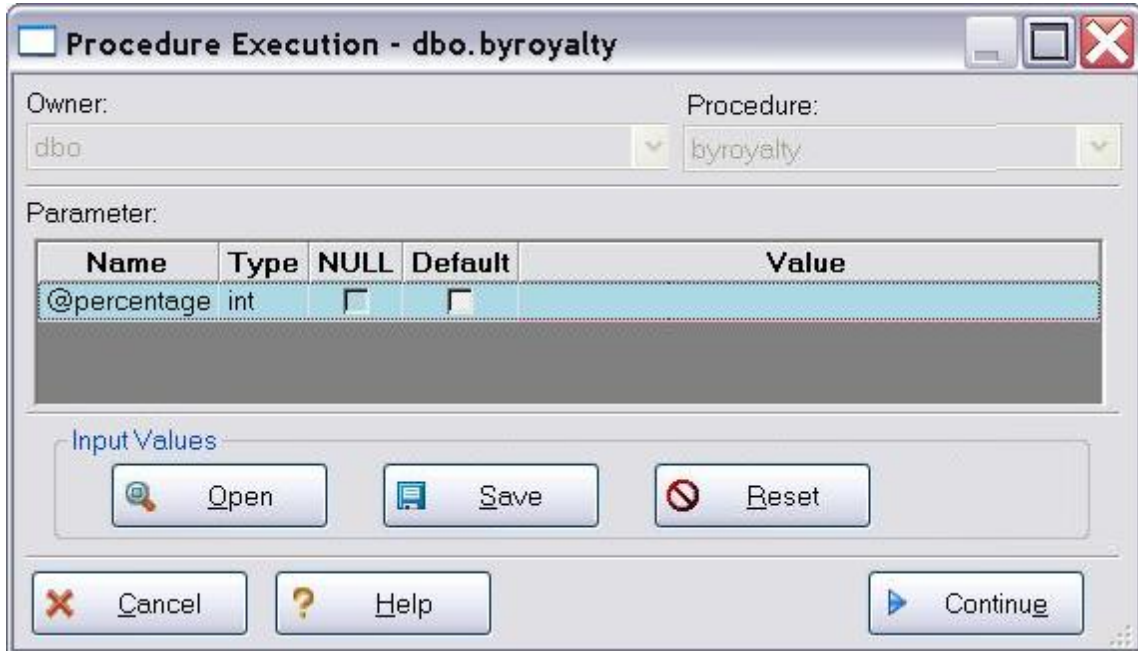 Procedure Execution - dbo.byroyalty
Owner: Procedure:
dbo byroyalty
Parameter:
Name Type NULL Default Value
@percentage int
Input Values
Open Save Reset
Cancel Help Continue